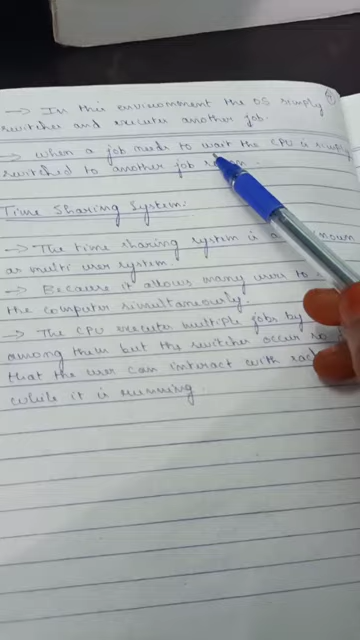 → In this environment the OS simply
switches and executes another job.
→ when a job needs to wait the CPU is simply
switched to another job
Time Sharing System:
→ The time sharing system is known
as multi user system.
→ Because it allows many users to
the computer simultaneously.
→ The CPU executes multiple jobs by
among them but the switches occur so
that the user can interact with each
while it is running.